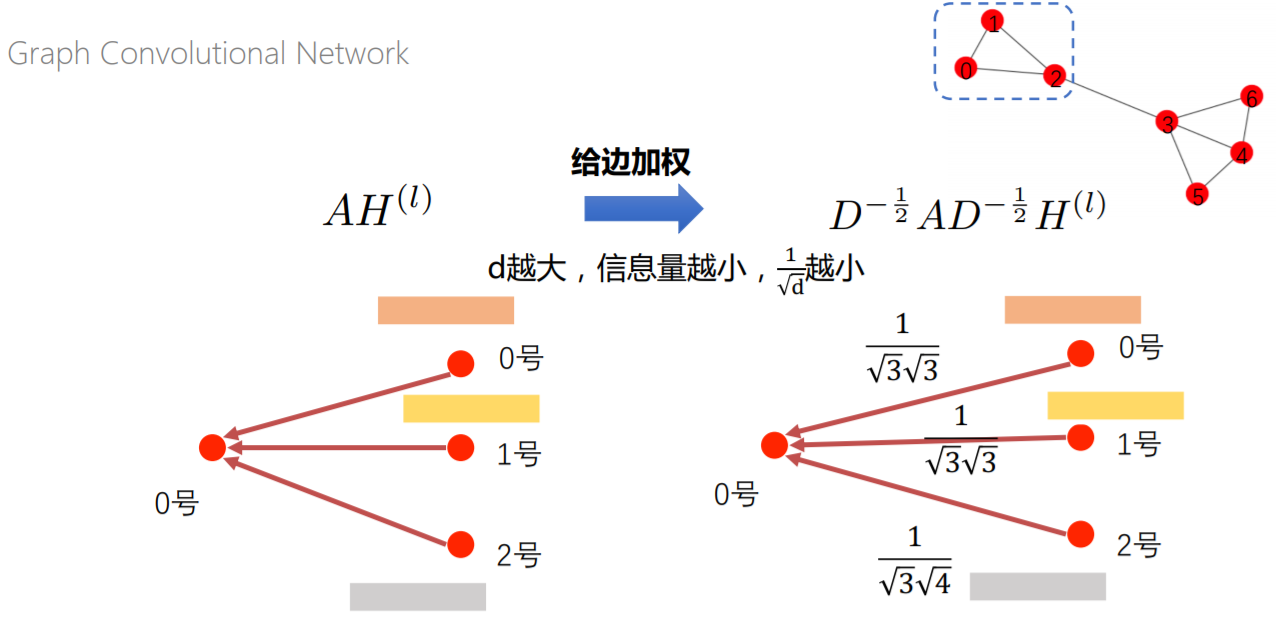 Graph Convolutional Network
1
0
2
3
6
4
5
给边加权
$AH^{(l)}$
$D^{-\frac{1}{2}}AD^{-\frac{1}{2}}H^{(l)}$
d越大，信息量越小，$\frac{1}{\sqrt{d}}$越小
0号
1号
2号
0号
$\frac{1}{\sqrt{3}\sqrt{3}}$
0号
$\frac{1}{\sqrt{3}\sqrt{3}}$
1号
0号
$\frac{1}{\sqrt{3}\sqrt{4}}$
2号